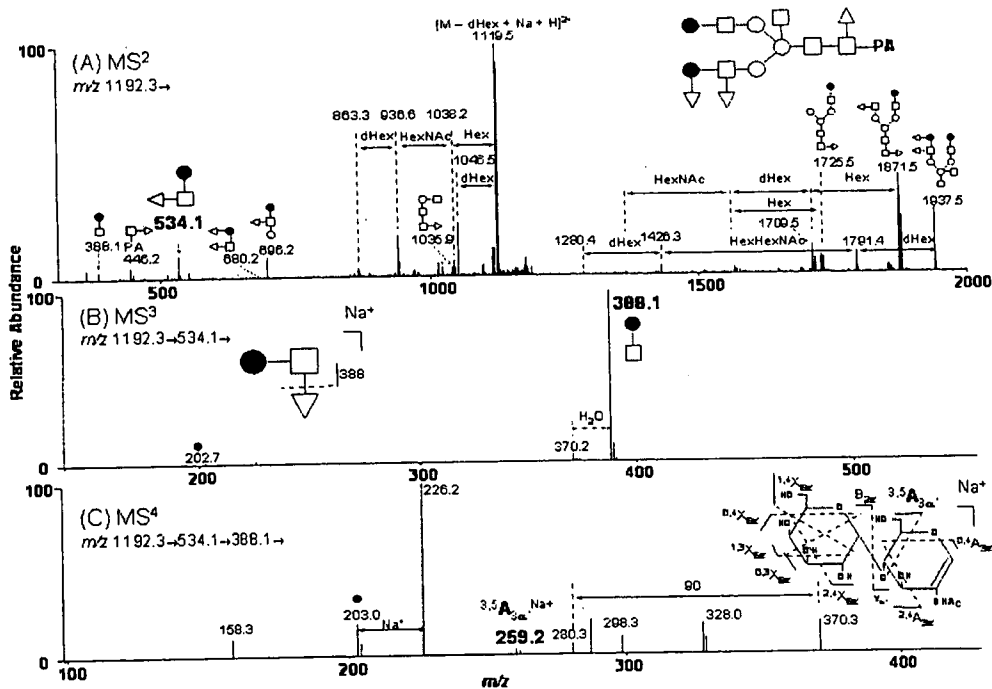 [M – dHex + Na + H]²⁺
1119.5
100
(A) MS²
m/z 1192.3→
PA
863.3
936.6
1038.2
dHex
HexNAc
Hex
1046.5
dHex
1725.5
1871.5
1937.5
HexNAc
dHex
Hex
Hex
1709.5
534.1
388.1
PA
446.2
680.2
696.2
1035.9
1280.4
dHex
1426.3
HexHexNAc
1791.4
dHex
0
500
1000
1500
2000
Relative Abundance
100
(B) MS³
m/z 1192.3→534.1→
Na⁺
388
388.1
H₂O
370.2
202.7
0
200
300
400
500
100
(C) MS⁴
m/z 1192.3→534.1→388.1→
226.2
203.0
Na⁺
158.3
3,5A3α' Na⁺
259.2
280.3
90
298.3
328.0
370.3
3,5A3α'
Na⁺
0
100
200
300
400
m/z